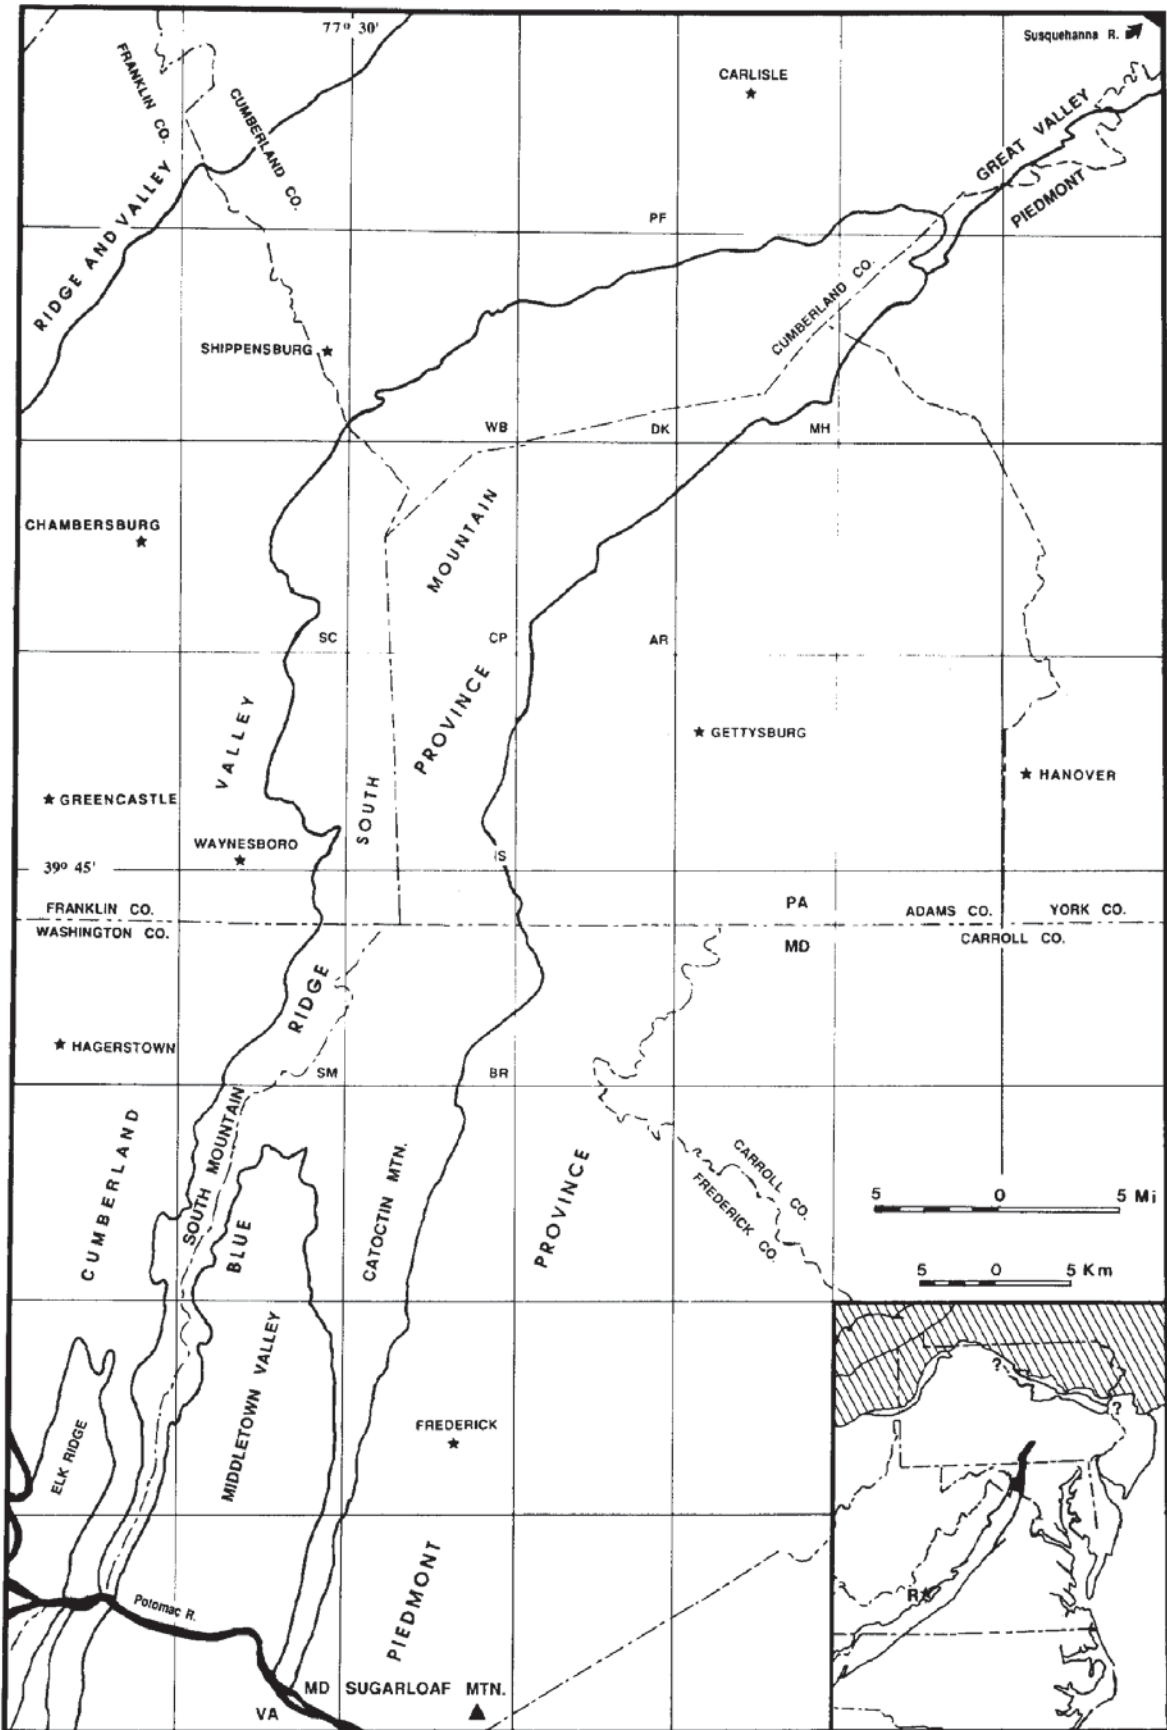 77° 30'
Susquehanna R.
FRANKLIN CO.
CUMBERLAND CO.
CARLISLE
GREAT VALLEY
PIEDMONT
RIDGE AND VALLEY
PF
CUMBERLAND CO.
SHIPPENSBURG
WB
DK
MH
CHAMBERSBURG
MOUNTAIN
SC
CP
AR
PROVINCE
VALLEY
GETTYSBURG
HANOVER
GREENCASTLE
SOUTH
WAYNESBORO
IS
39° 45'
FRANKLIN CO.
PA
ADAMS CO.
YORK CO.
WASHINGTON CO.
MD
CARROLL CO.
RIDGE
HAGERSTOWN
SM
BR
CUMBERLAND
SOUTH MOUNTAIN
BLUE
CATOCTIN MTN.
PROVINCE
CARROLL CO.
FREDERICK CO.
5 0 5 Mi
5 0 5 Km
MIDDLETOWN VALLEY
ELK RIDGE
FREDERICK
?
?
R
Potomac R.
PIEDMONT
MD
SUGARLOAF MTN.
VA